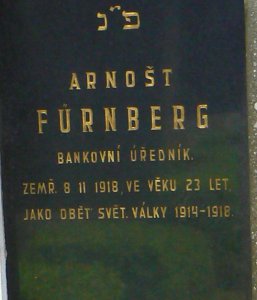 פ״נ
ARNOŠT
FÜRNBERG
BANKOVNÍ ÚŘEDNÍK.
ZEMŘ. 8 11 1918, VE VĚKU 23 LET,
JAKO OBĚŤ SVĚT. VÁLKY 1914-1918.